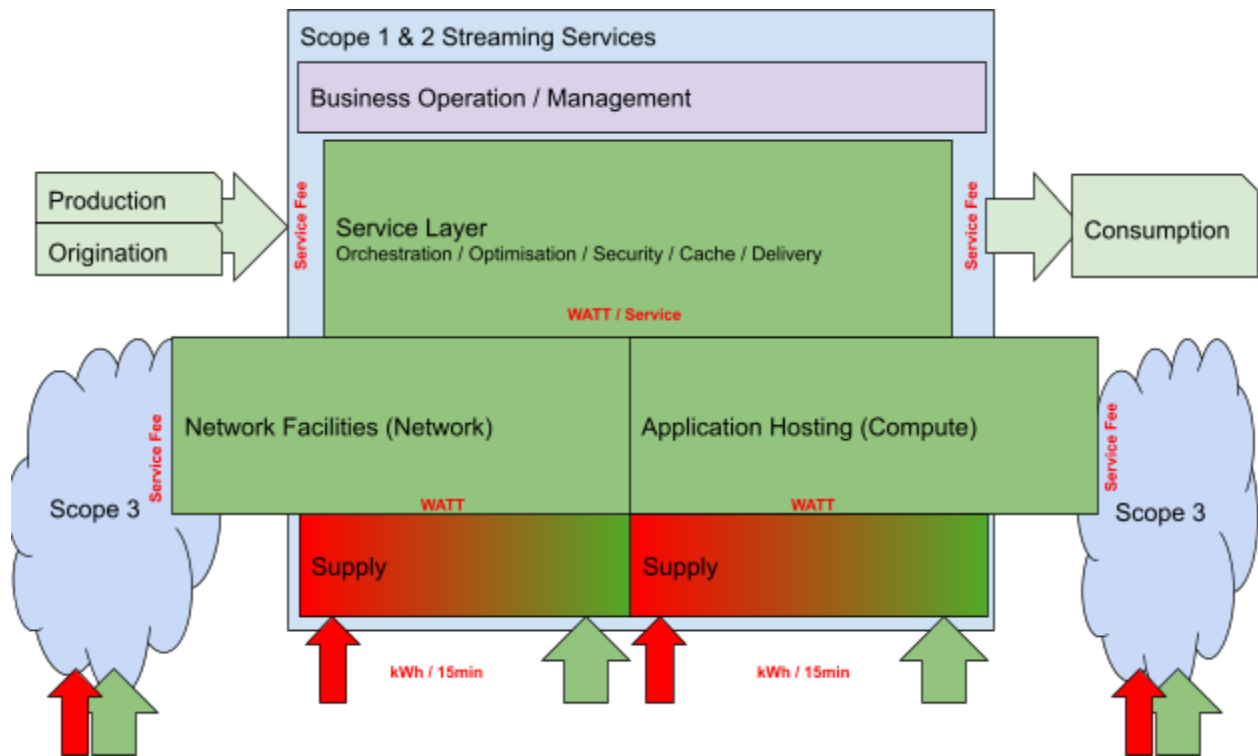 Scope 1 & 2 Streaming Services
Business Operation / Management
Production
Origination
Service Fee
Service Layer
Orchestration / Optimisation / Security / Cache / Delivery
WATT / Service
Service Fee
Consumption
Scope 3
Service Fee
Network Facilities (Network)
WATT
Application Hosting (Compute)
WATT
Service Fee
Scope 3
Supply
Supply
kWh / 15min
kWh / 15min